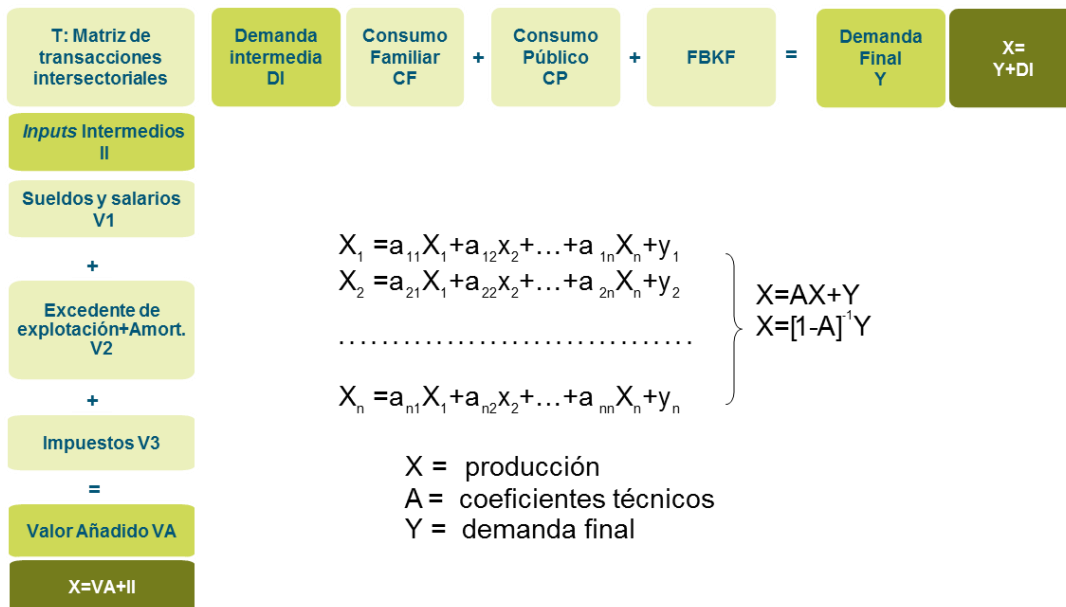 T: Matriz de
transacciones
intersectoriales
Demanda
intermedia
DI
Consumo
Familiar
CF
+
Consumo
Público
CP
+
FBKF
=
Demanda
Final
Y
X=
Y+DI
Inputs Intermedios
II
Sueldos y salarios
V1
+
Excedente de
explotación+Amort.
V2
+
Impuestos V3
=
Valor Añadido VA
X=VA+II
X₁ =a₁₁X₁+a₁₂x₂+…+a ₁ₙXₙ+y₁
X₂ =a₂₁X₁+a₂₂x₂+…+a ₂ₙXₙ+y₂
.................................
Xₙ =aₙ₁X₁+aₙ₂x₂+…+a ₙₙXₙ+yₙ
X=AX+Y
X=[1-A]⁻¹Y
X = producción
A = coeficientes técnicos
Y = demanda final